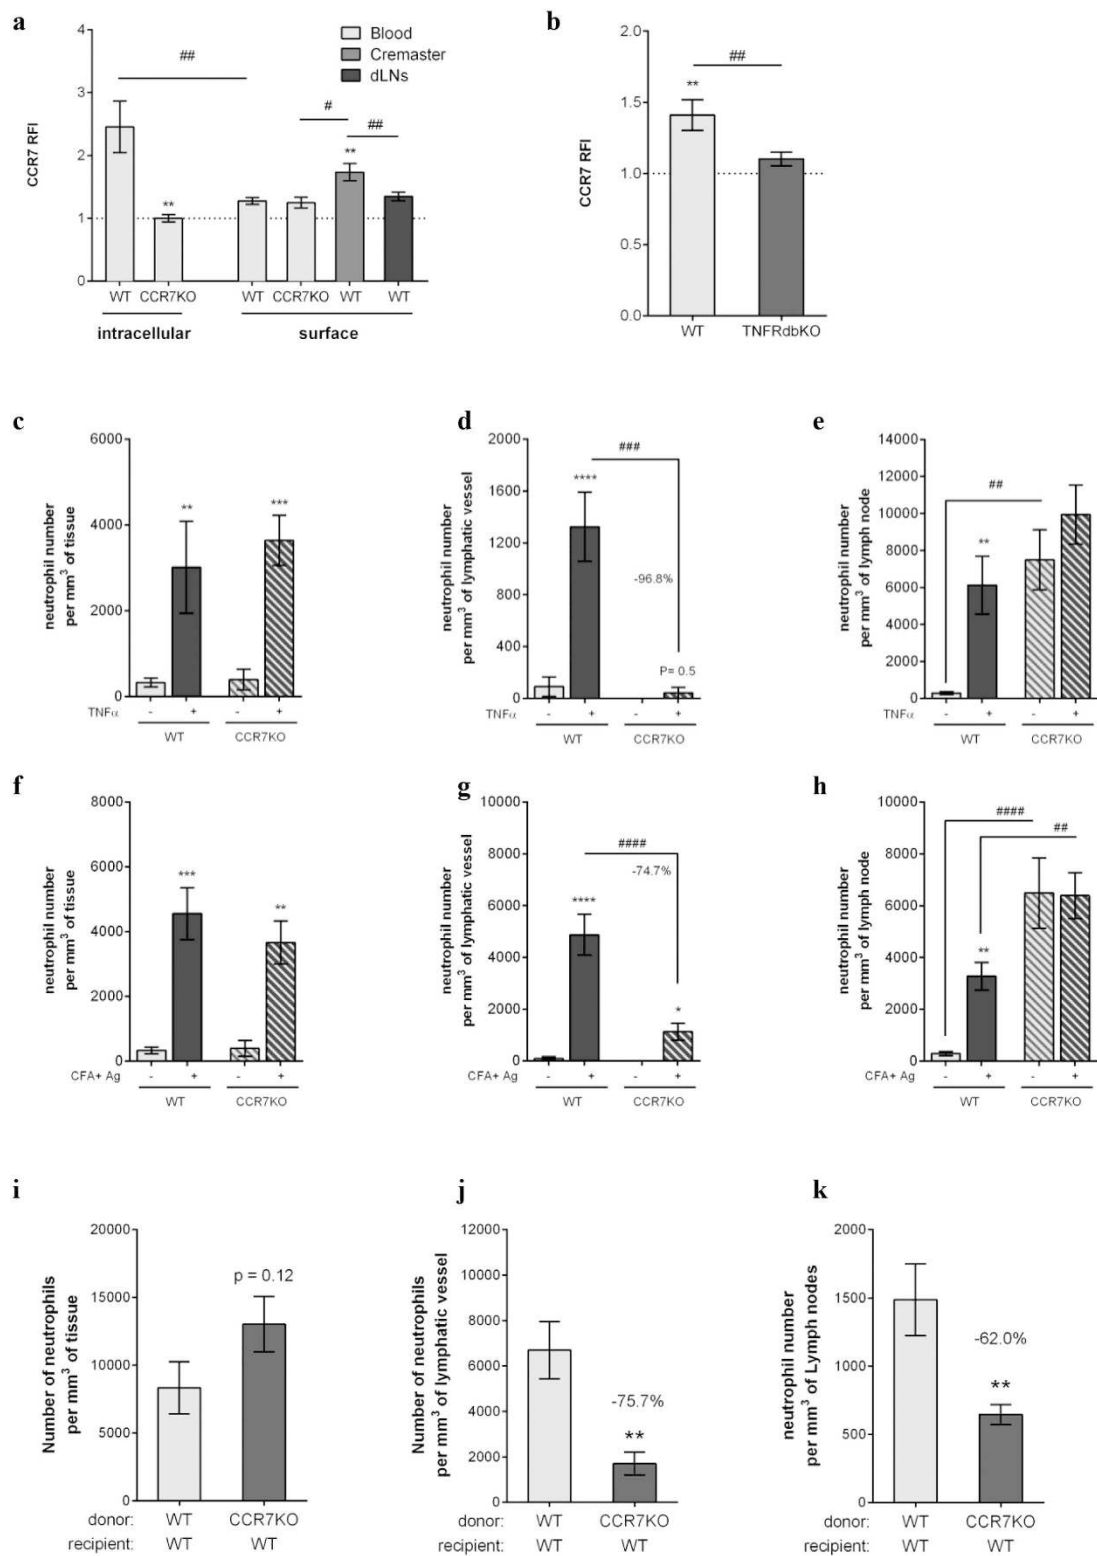 a
CCR7 RFI
5
4
3
2
1
0
##
**
#
**
##
Blood
Cremaster
dLNs
WT CCR7KO WT CCR7KO WT WT
intracellular surface
b
CCR7 RFI
2.0
1.5
1.0
0.5
0.0
**
##
WT TNFRdbKO
c
neutrophil number
per mm³ of tissue
6000
4000
2000
0
**
***
TNFα - + - +
WT CCR7KO
d
neutrophil number
per mm³ of lymphatic vessel
2000
1600
1200
800
400
0
###
****
-96.8%
P= 0.5
TNFα - + - +
WT CCR7KO
e
neutrophil number
per mm³ of lymph node
14000
12000
10000
8000
6000
4000
2000
0
##
**
TNFα - + - +
WT CCR7KO
f
neutrophil number
per mm³ of tissue
8000
6000
4000
2000
0
***
**
CFA+ Ag - + - +
WT CCR7KO
g
neutrophil number
per mm³ of lymphatic vessel
10000
8000
6000
4000
2000
0
####
-74.7%
****
*
CFA+ Ag - + - +
WT CCR7KO
h
neutrophil number
per mm³ of lymph node
10000
8000
6000
4000
2000
0
####
##
**
CFA+ Ag - + - +
WT CCR7KO
i
Number of neutrophils
per mm³ of tissue
20000
15000
10000
5000
0
p = 0.12
donor: WT CCR7KO
recipient: WT WT
j
Number of neutrophils
per mm³ of lymphatic vessel
12000
10000
8000
6000
4000
2000
0
-75.7%
**
donor: WT CCR7KO
recipient: WT WT
k
neutrophil number
per mm³ of Lymph nodes
2000
1500
1000
500
0
-62.0%
**
donor: WT CCR7KO
recipient: WT WT